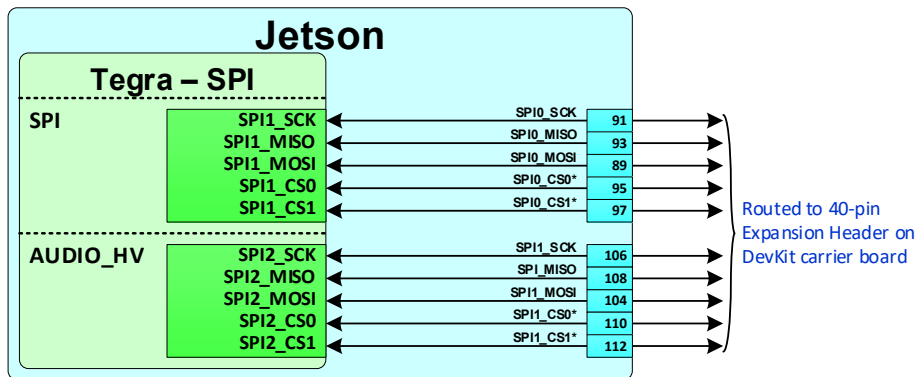 Jetson
Tegra – SPI
SPI
SPI1_SCK SPI0_SCK 91
SPI1_MISO SPI0_MISO 93
SPI1_MOSI SPI0_MOSI 89
SPI1_CS0 SPI0_CS0* 95
SPI1_CS1 SPI0_CS1* 97
Routed to 40-pin
Expansion Header on
DevKit carrier board
AUDIO_HV
SPI2_SCK SPI1_SCK 106
SPI2_MISO SPI_MISO 108
SPI2_MOSI SPI1_MOSI 104
SPI2_CS0 SPI1_CS0* 110
SPI2_CS1 SPI1_CS1* 112